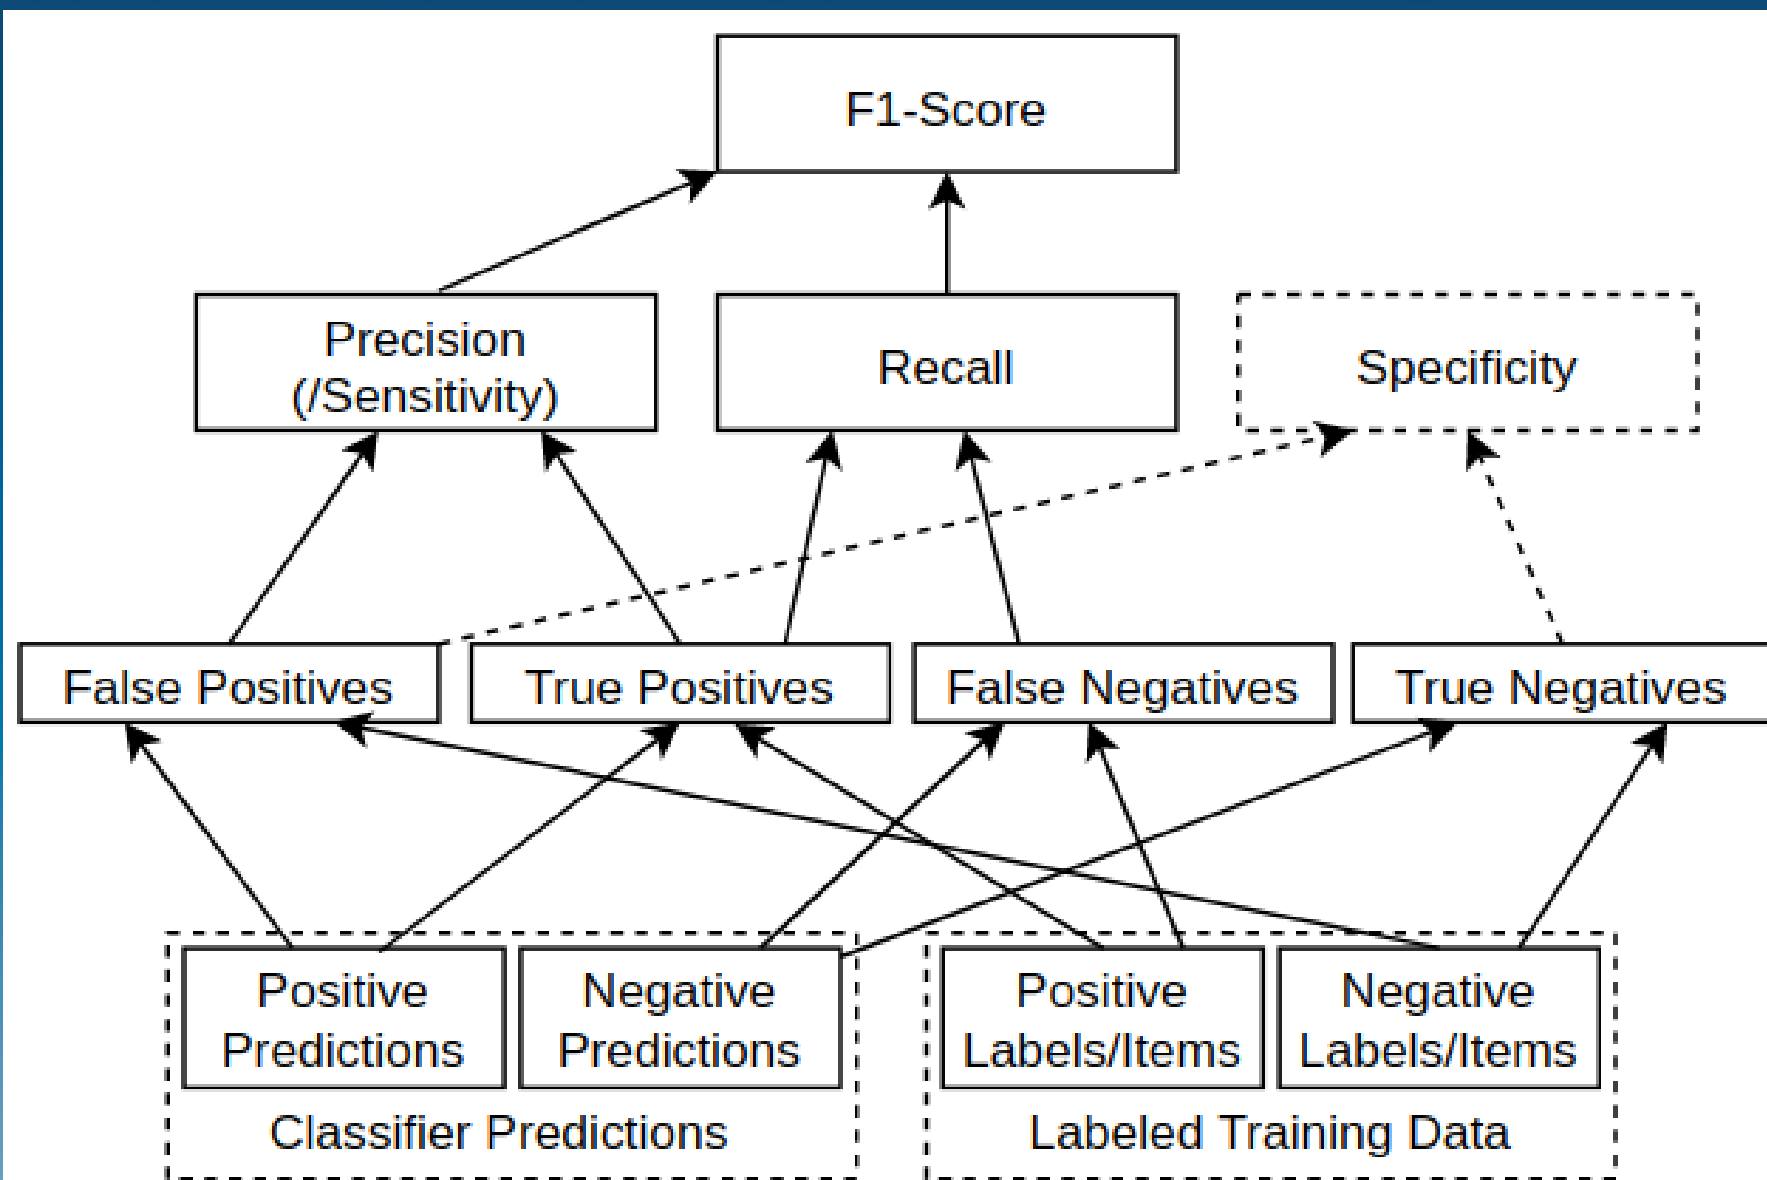 F1-Score
Precision
(/Sensitivity)
Recall
Specificity
False Positives
True Positives
False Negatives
True Negatives
Positive
Predictions
Negative
Predictions
Classifier Predictions
Positive
Labels/Items
Negative
Labels/Items
Labeled Training Data